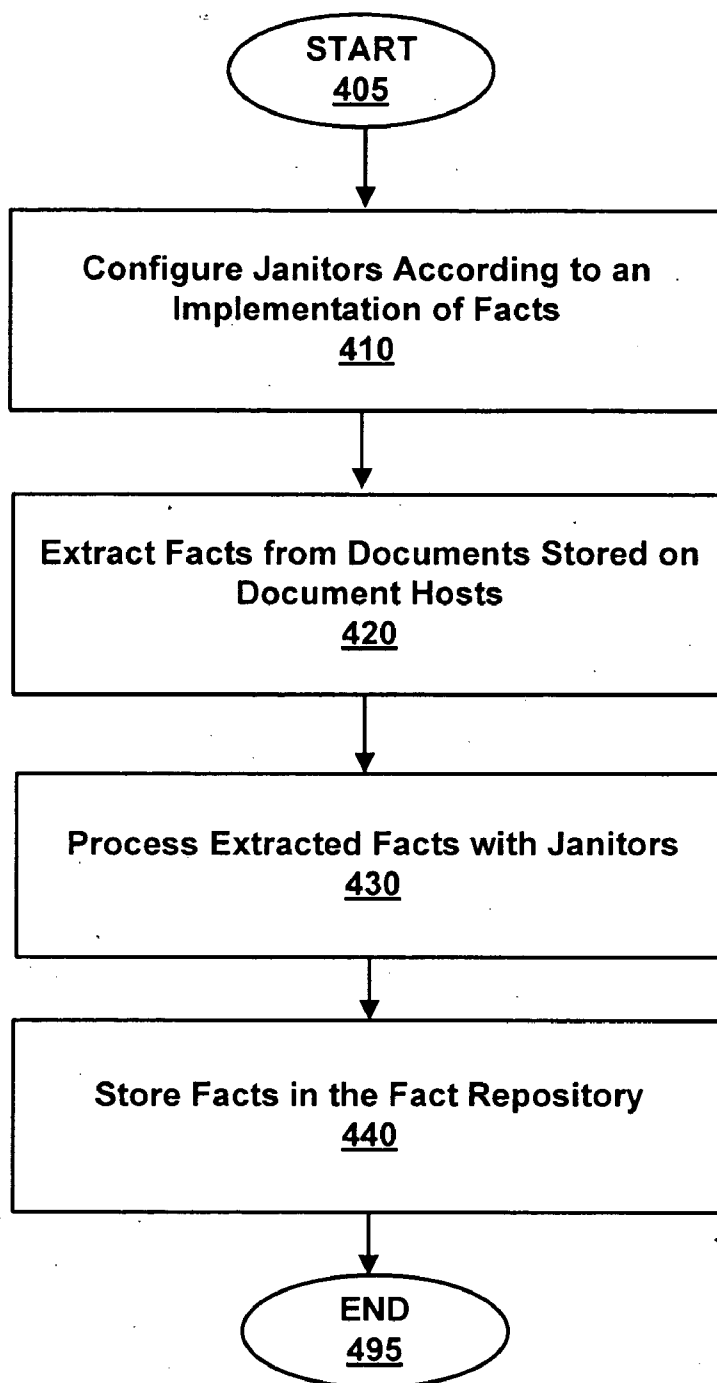 START
405
Configure Janitors According to an
Implementation of Facts
410
Extract Facts from Documents Stored on
Document Hosts
420
Process Extracted Facts with Janitors
430
Store Facts in the Fact Repository
440
END
495